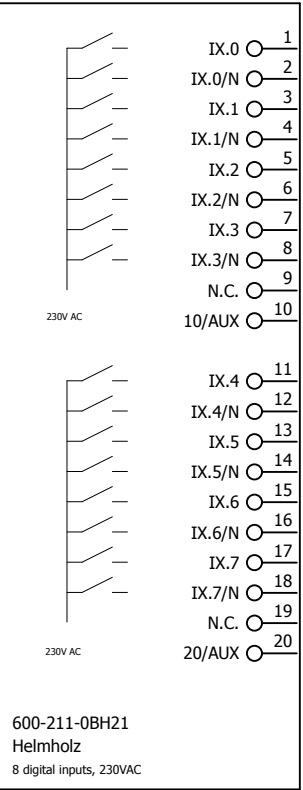 IX.0 1
IX.0/N 2
IX.1 3
IX.1/N 4
IX.2 5
IX.2/N 6
IX.3 7
IX.3/N 8
N.C. 9
230V AC 10/AUX 10
IX.4 11
IX.4/N 12
IX.5 13
IX.5/N 14
IX.6 15
IX.6/N 16
IX.7 17
IX.7/N 18
N.C. 19
230V AC 20/AUX 20
600-211-0BH21
Helmholz
8 digital inputs, 230VAC